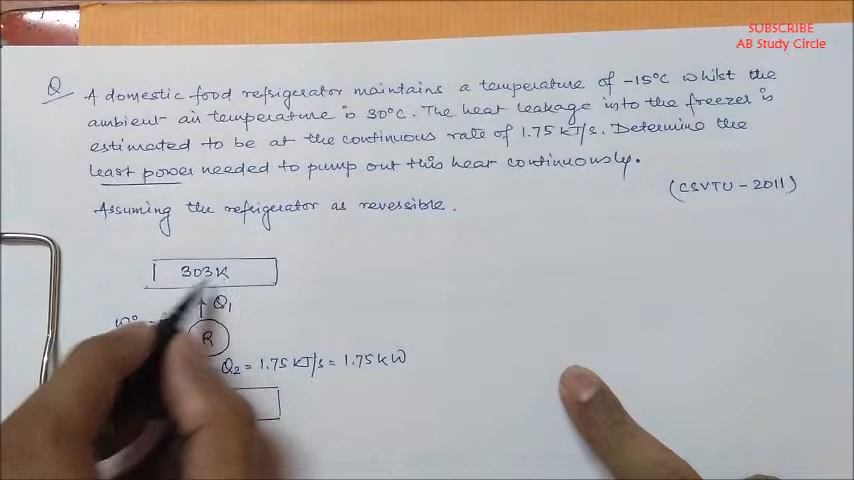 SUBSCRIBE
AB Study Circle
Q A domestic food refrigerator maintains a temperature of -15°C whilst the
ambient air temperature is 30°C. The heat leakage into the freezer is
estimated to be at the continuous rate of 1.75 kJ/s. Determine the
least power needed to pump out this heat continuously.
(CSVTU - 2011)
Assuming the refrigerator as reversible.
303K
Q1
R
Q2 = 1.75 kJ/s = 1.75 kW